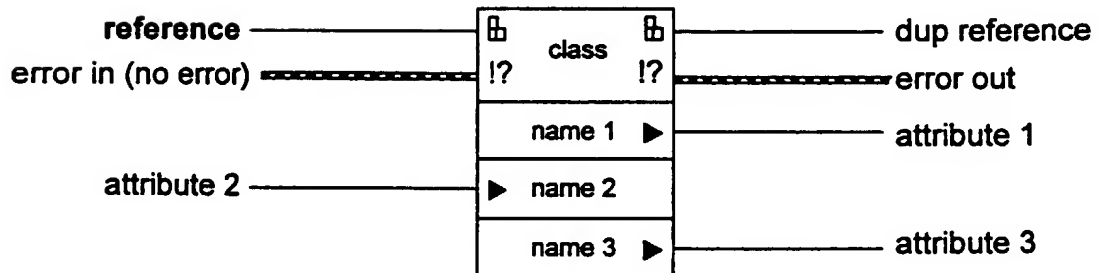 reference
class
dup reference
error in (no error)
!?
!?
error out
name 1
attribute 1
attribute 2
name 2
name 3
attribute 3